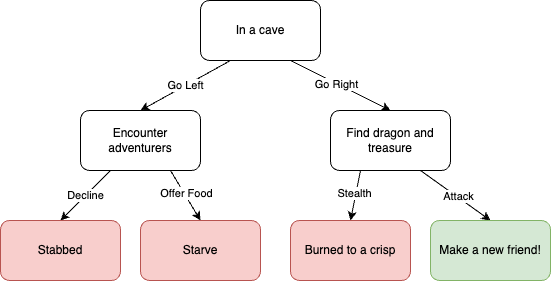 In a cave
Go Left
Go Right
Encounter
adventurers
Find dragon and
treasure
Decline
Offer Food
Stealth
Attack
Stabbed
Starve
Burned to a crisp
Make a new friend!